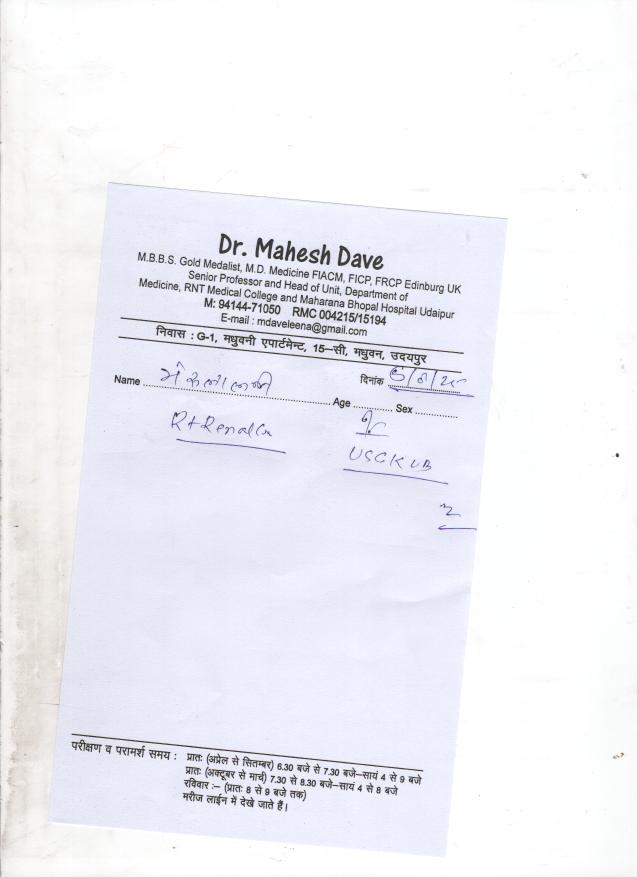 Dr. Mahesh Dave
M.B.B.S. Gold Medalist, M.D. Medicine FIACM, FICP, FRCP Edinburg UK
Senior Professor and Head of Unit, Department of
Medicine, RNT Medical College and Maharana Bhopal Hospital Udaipur
M: 94144-71050 RMC 004215/15194
E-mail : mdaveleena@gmail.com
निवास : G-1, मधुवनी एपार्टमेन्ट, 15–सी, मधुवन, उदयपुर
Name दिनांक
Age Sex
Rt Renal
USG KUB
परीक्षण व परामर्श समय : प्रातः (अप्रेल से सितम्बर) 6.30 बजे से 7.30 बजे–सायं 4 से 9 बजे
प्रातः (अक्टूबर से मार्च) 7.30 से 8.30 बजे–सायं 4 से 8 बजे
रविवार :– (प्रातः 8 से 9 बजे तक)
मरीज लाईन में देखे जाते हैं।